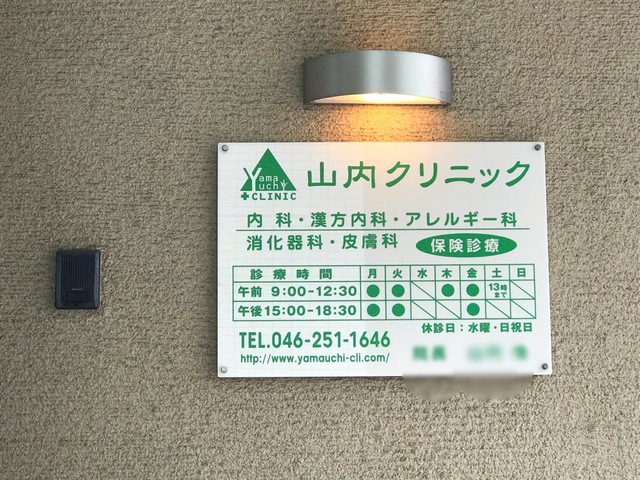 Yama
uchi
CLINIC
山内クリニック
内 科・漢方内科・アレルギー科
消化器科・皮膚科 保険診療
診 療 時 間 月 火 水 木 金 土 日
午前 9:00-12:30 ● ● ● ● 13時まで
午後15:00-18:30 ● ● ●
休診日：水曜・日祝日
TEL.046-251-1646
http://www.yamauchi-cli.com/